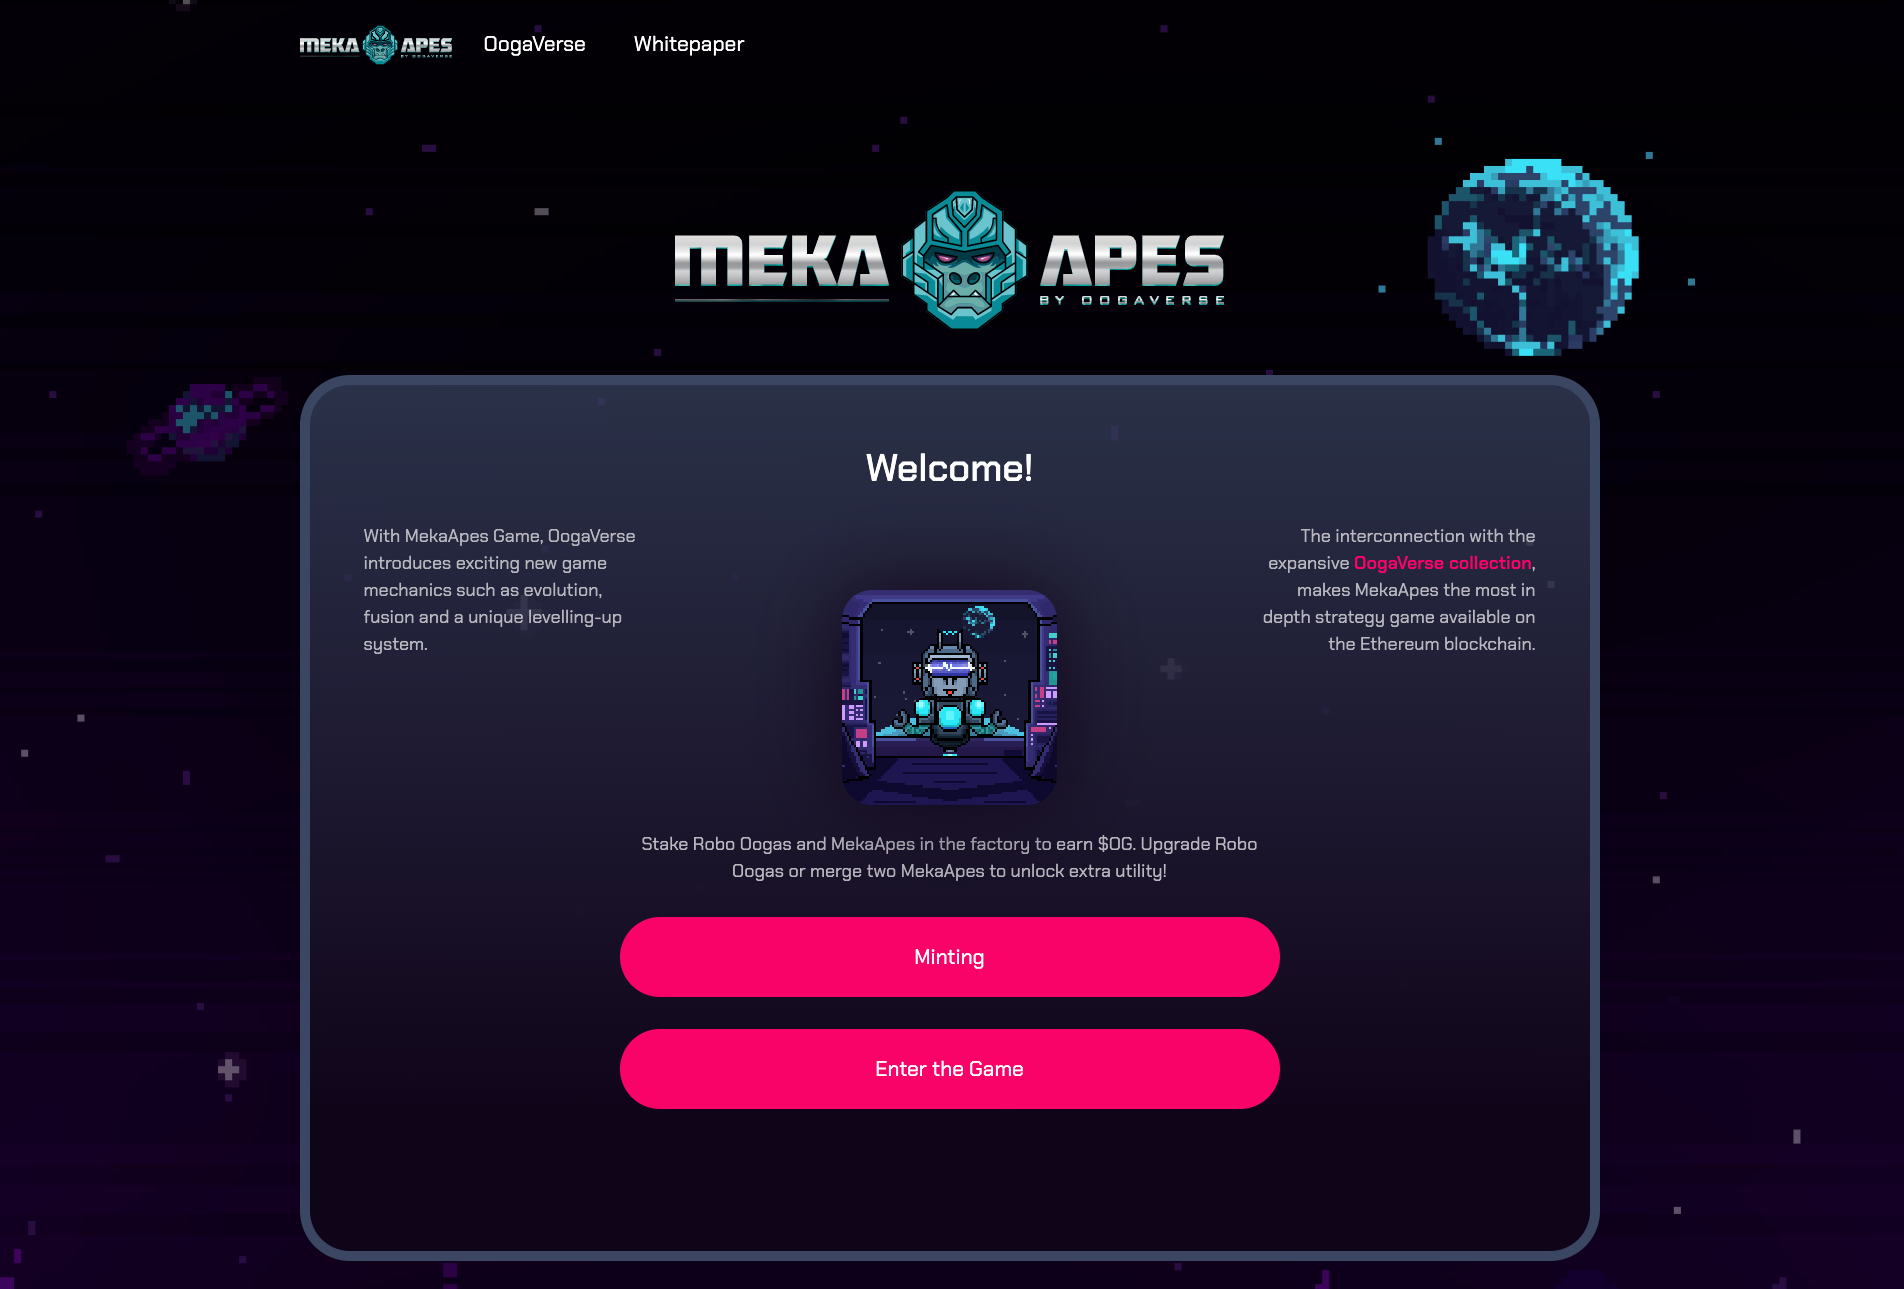 MEKA APES
BY OOGAVERSE
OogaVerse
Whitepaper
MEKA APES
BY OOGAVERSE
Welcome!
With MekaApes Game, OogaVerse
introduces exciting new game
mechanics such as evolution,
fusion and a unique levelling-up
system.
The interconnection with the
expansive OogaVerse collection,
makes MekaApes the most in
depth strategy game available on
the Ethereum blockchain.
Stake Robo Oogas and MekaApes in the factory to earn $OG. Upgrade Robo
Oogas or merge two MekaApes to unlock extra utility!
Minting
Enter the Game